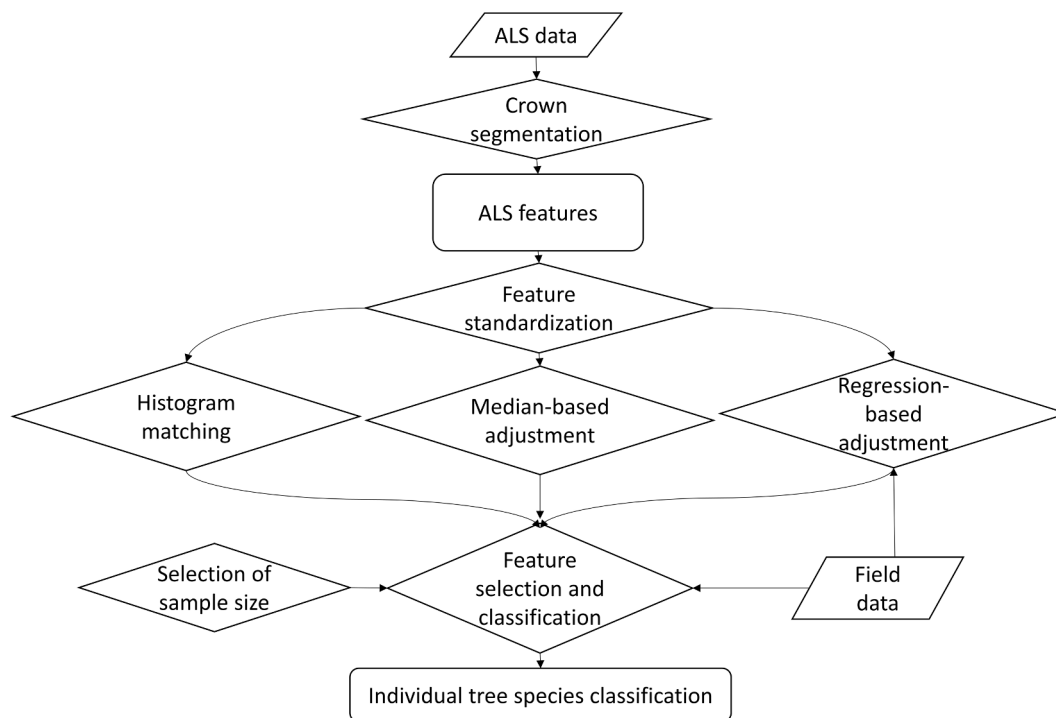 ALS data
Crown
segmentation
ALS features
Feature
standardization
Histogram
matching
Median-based
adjustment
Regression-
based
adjustment
Selection of
sample size
Feature
selection and
classification
Field
data
Individual tree species classification